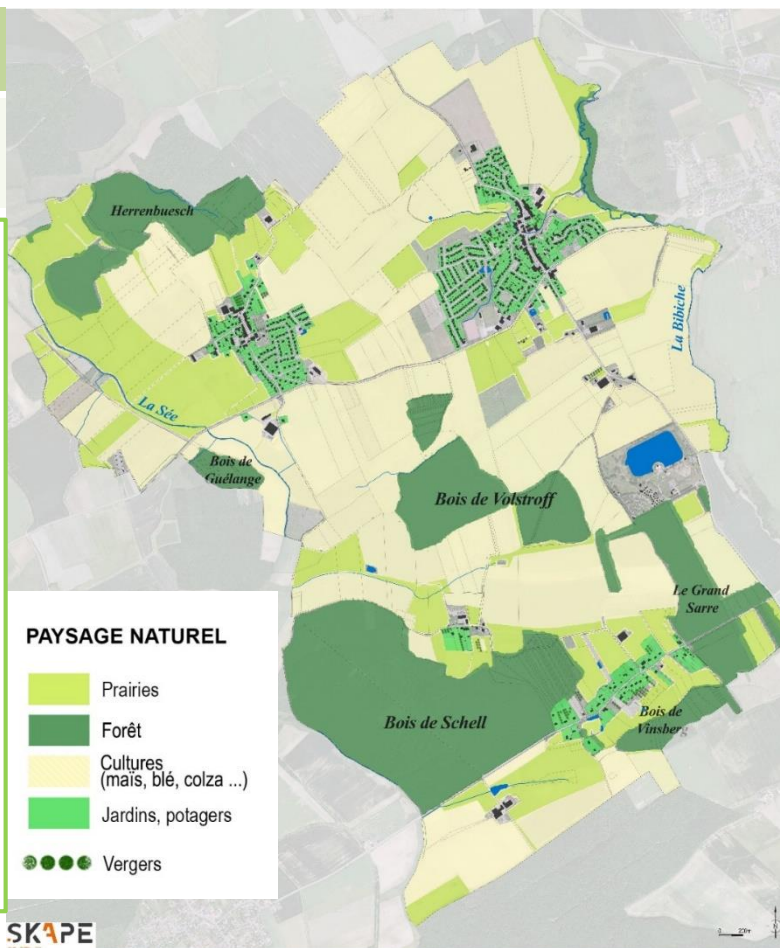 Herrenbuesch
La Bibiche
La Sée
Bois de
Guélange
Bois de Volstroff
Le Grand
Sarre
Bois de Schell
Bois de
Vinsberg
PAYSAGE NATUREL
Prairies
Forêt
Cultures
(maïs, blé, colza ...)
Jardins, potagers
Vergers
SKAPE